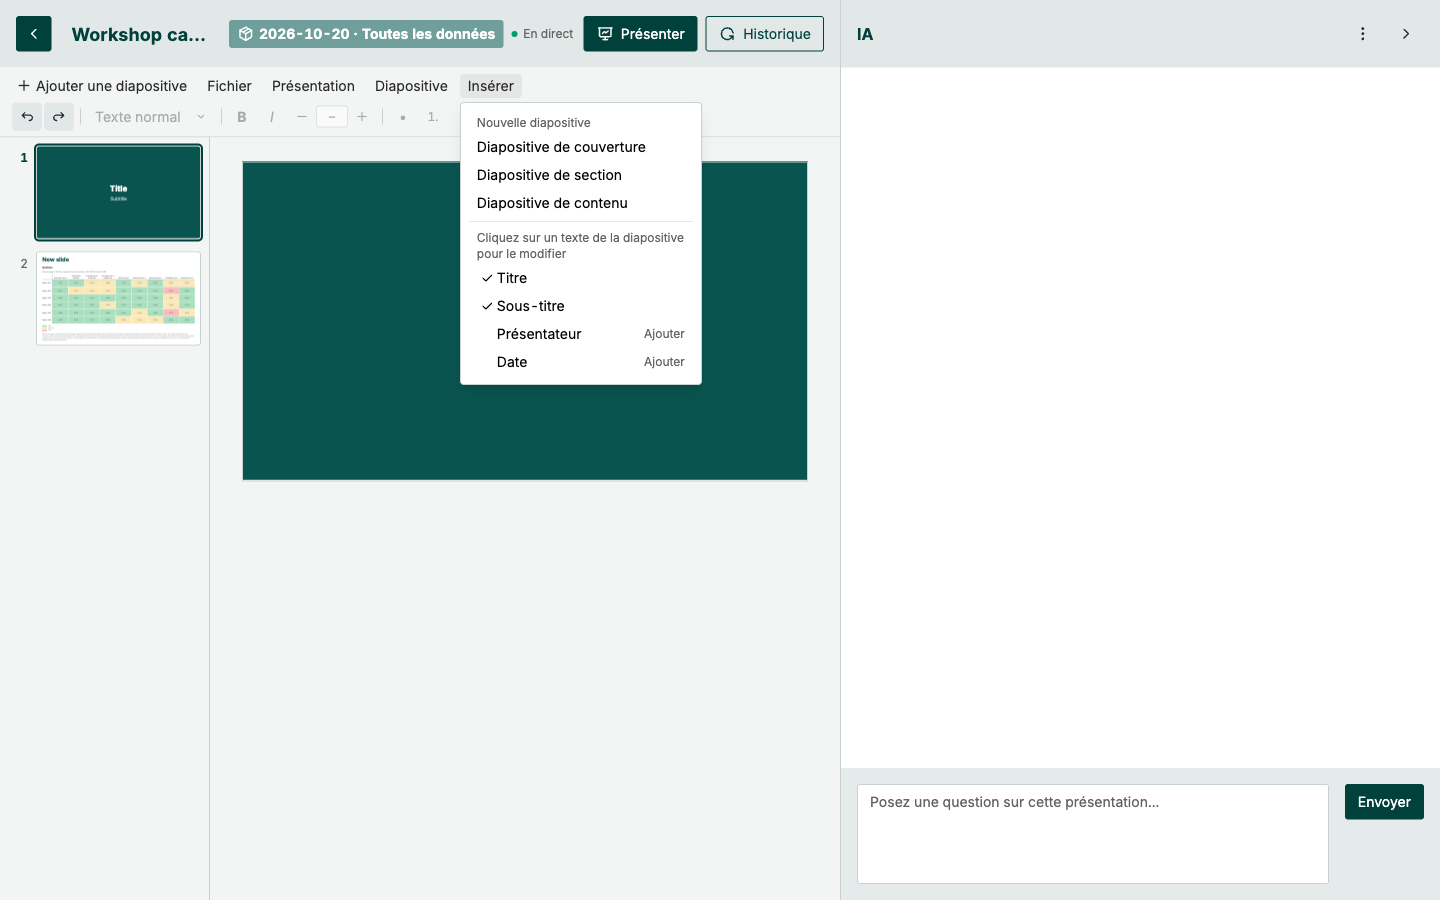 Workshop ca...
2026-10-20 · Toutes les données
En direct
Présenter
Historique
IA
Ajouter une diapositive
Fichier
Présentation
Diapositive
Insérer
Texte normal
B
I
1.
Nouvelle diapositive
Diapositive de couverture
Diapositive de section
Diapositive de contenu
Cliquez sur un texte de la diapositive
pour le modifier
Titre
Sous-titre
Présentateur
Ajouter
Date
Ajouter
1
Title
Subtitle
2
New slide
Posez une question sur cette présentation...
Envoyer